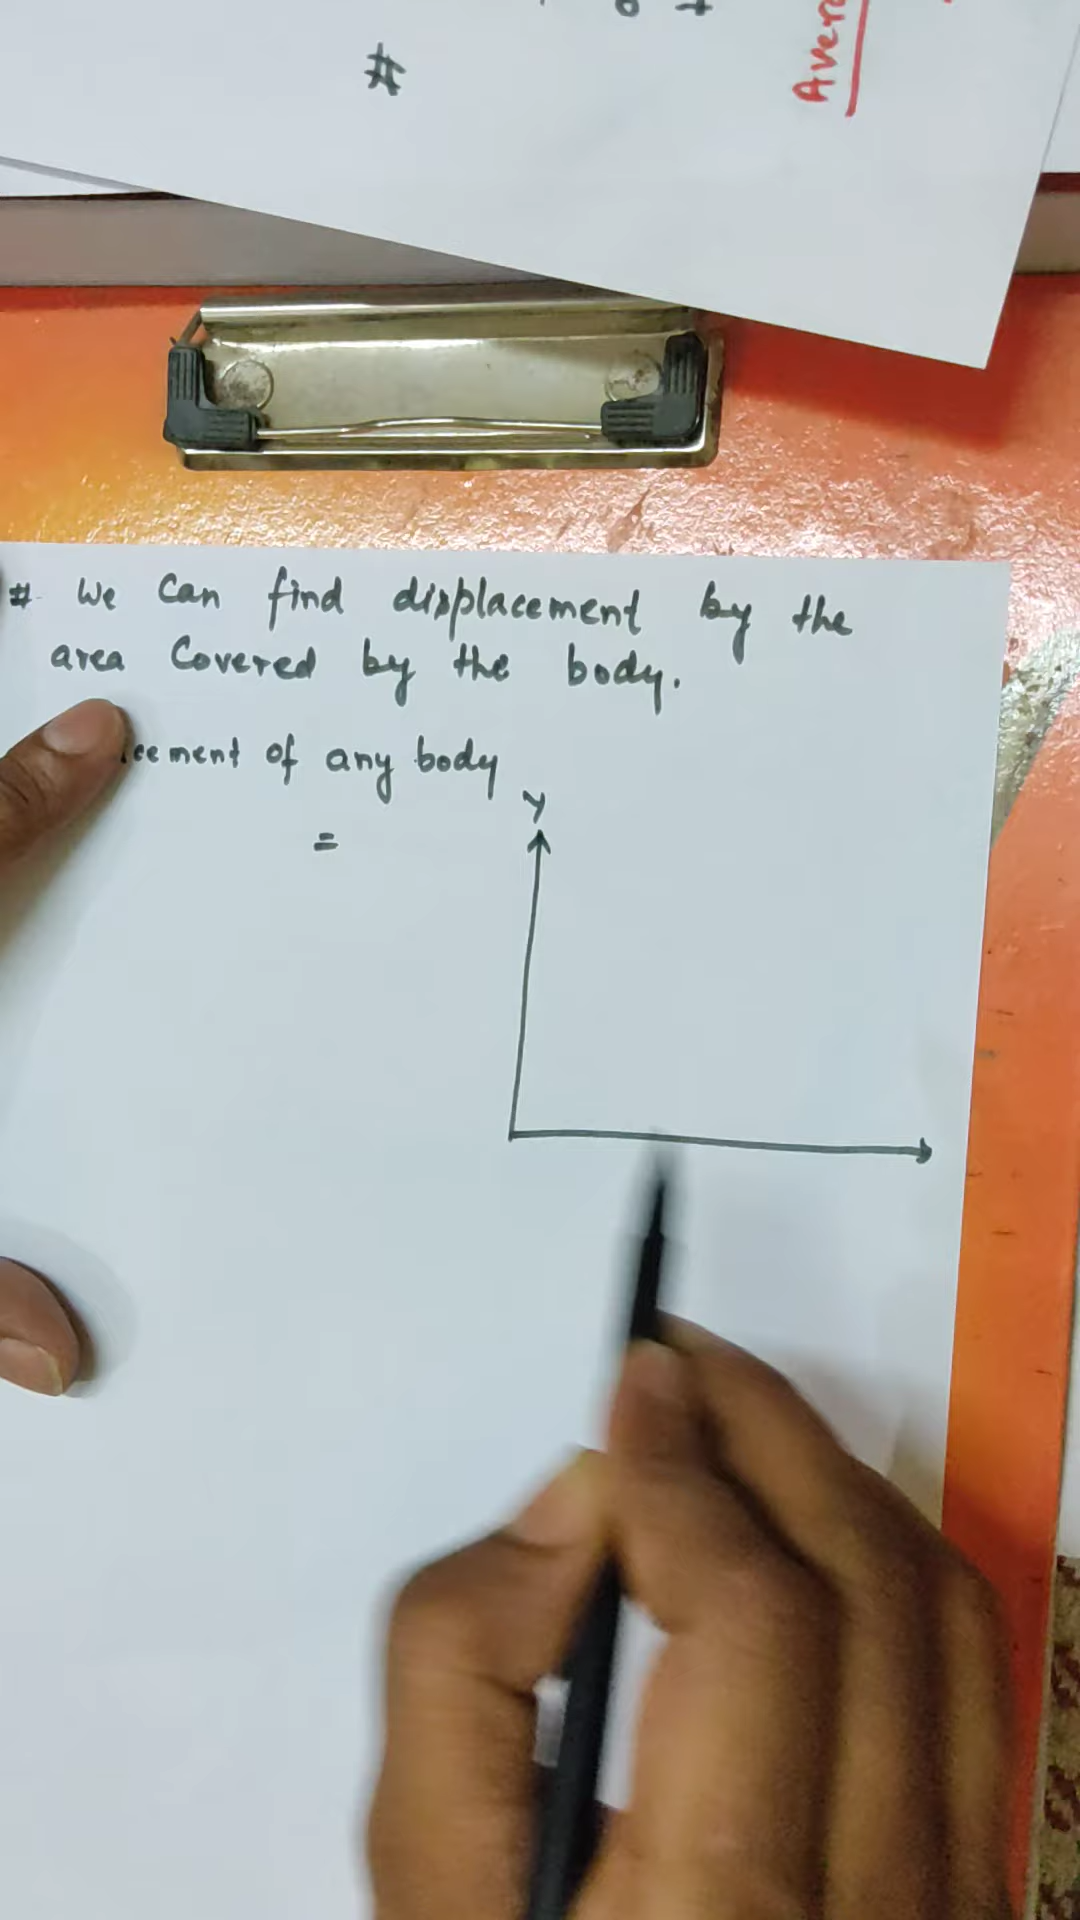 #
Aver
# We can find displacement by the
area Covered by the body.
cement of any body
=
Y